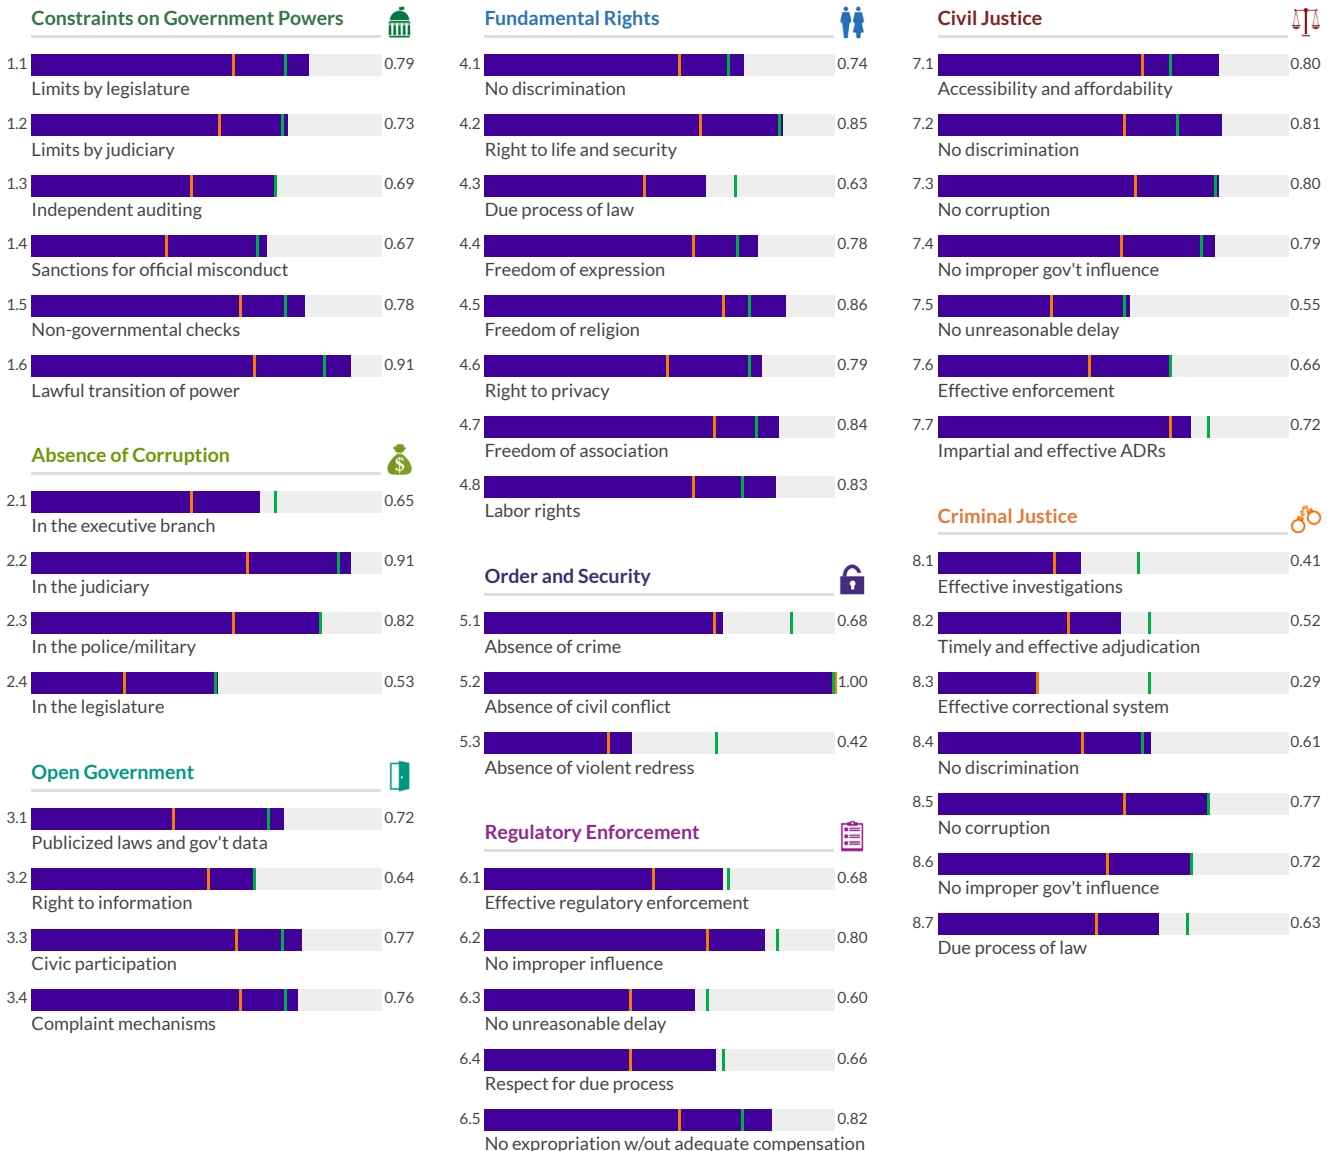 Constraints on Government Powers
1.1 0.79
Limits by legislature
1.2 0.73
Limits by judiciary
1.3 0.69
Independent auditing
1.4 0.67
Sanctions for official misconduct
1.5 0.78
Non-governmental checks
1.6 0.91
Lawful transition of power
Absence of Corruption
2.1 0.65
In the executive branch
2.2 0.91
In the judiciary
2.3 0.82
In the police/military
2.4 0.53
In the legislature
Open Government
3.1 0.72
Publicized laws and gov't data
3.2 0.64
Right to information
3.3 0.77
Civic participation
3.4 0.76
Complaint mechanisms
Fundamental Rights
4.1 0.74
No discrimination
4.2 0.85
Right to life and security
4.3 0.63
Due process of law
4.4 0.78
Freedom of expression
4.5 0.86
Freedom of religion
4.6 0.79
Right to privacy
4.7 0.84
Freedom of association
4.8 0.83
Labor rights
Order and Security
5.1 0.68
Absence of crime
5.2 1.00
Absence of civil conflict
5.3 0.42
Absence of violent redress
Regulatory Enforcement
6.1 0.68
Effective regulatory enforcement
6.2 0.80
No improper influence
6.3 0.60
No unreasonable delay
6.4 0.66
Respect for due process
6.5 0.82
No expropriation w/out adequate compensation
Civil Justice
7.1 0.80
Accessibility and affordability
7.2 0.81
No discrimination
7.3 0.80
No corruption
7.4 0.79
No improper gov't influence
7.5 0.55
No unreasonable delay
7.6 0.66
Effective enforcement
7.7 0.72
Impartial and effective ADRs
Criminal Justice
8.1 0.41
Effective investigations
8.2 0.52
Timely and effective adjudication
8.3 0.29
Effective correctional system
8.4 0.61
No discrimination
8.5 0.77
No corruption
8.6 0.72
No improper gov't influence
8.7 0.63
Due process of law